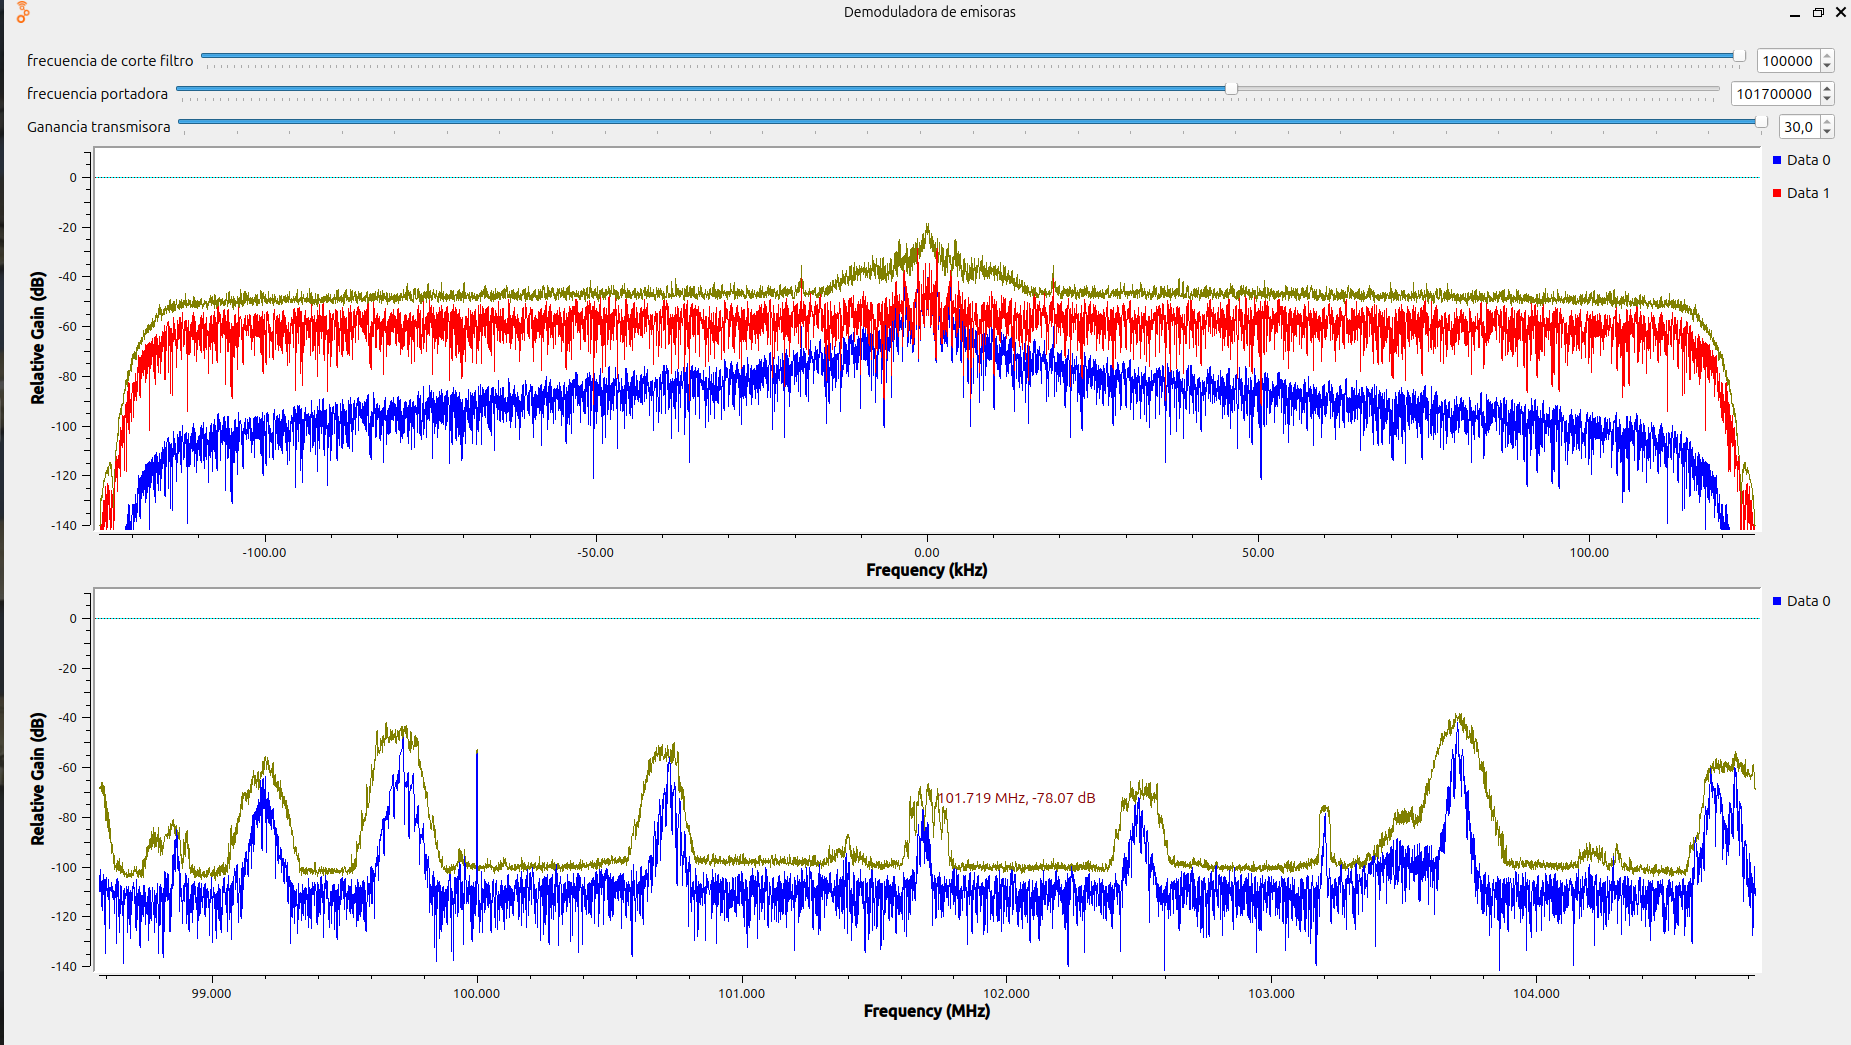 Demoduladora de emisoras
frecuencia de corte filtro 100000
frecuencia portadora 101700000
Ganancia transmisora 30,0
Data 0
Data 1
Relative Gain (dB)
0
-20
-40
-60
-80
-100
-120
-140
-100.00 -50.00 0.00 50.00 100.00
Frequency (kHz)
Data 0
Relative Gain (dB)
0
-20
-40
-60
-80
-100
-120
-140
101.719 MHz, -78.07 dB
99.000 100.000 101.000 102.000 103.000 104.000
Frequency (MHz)